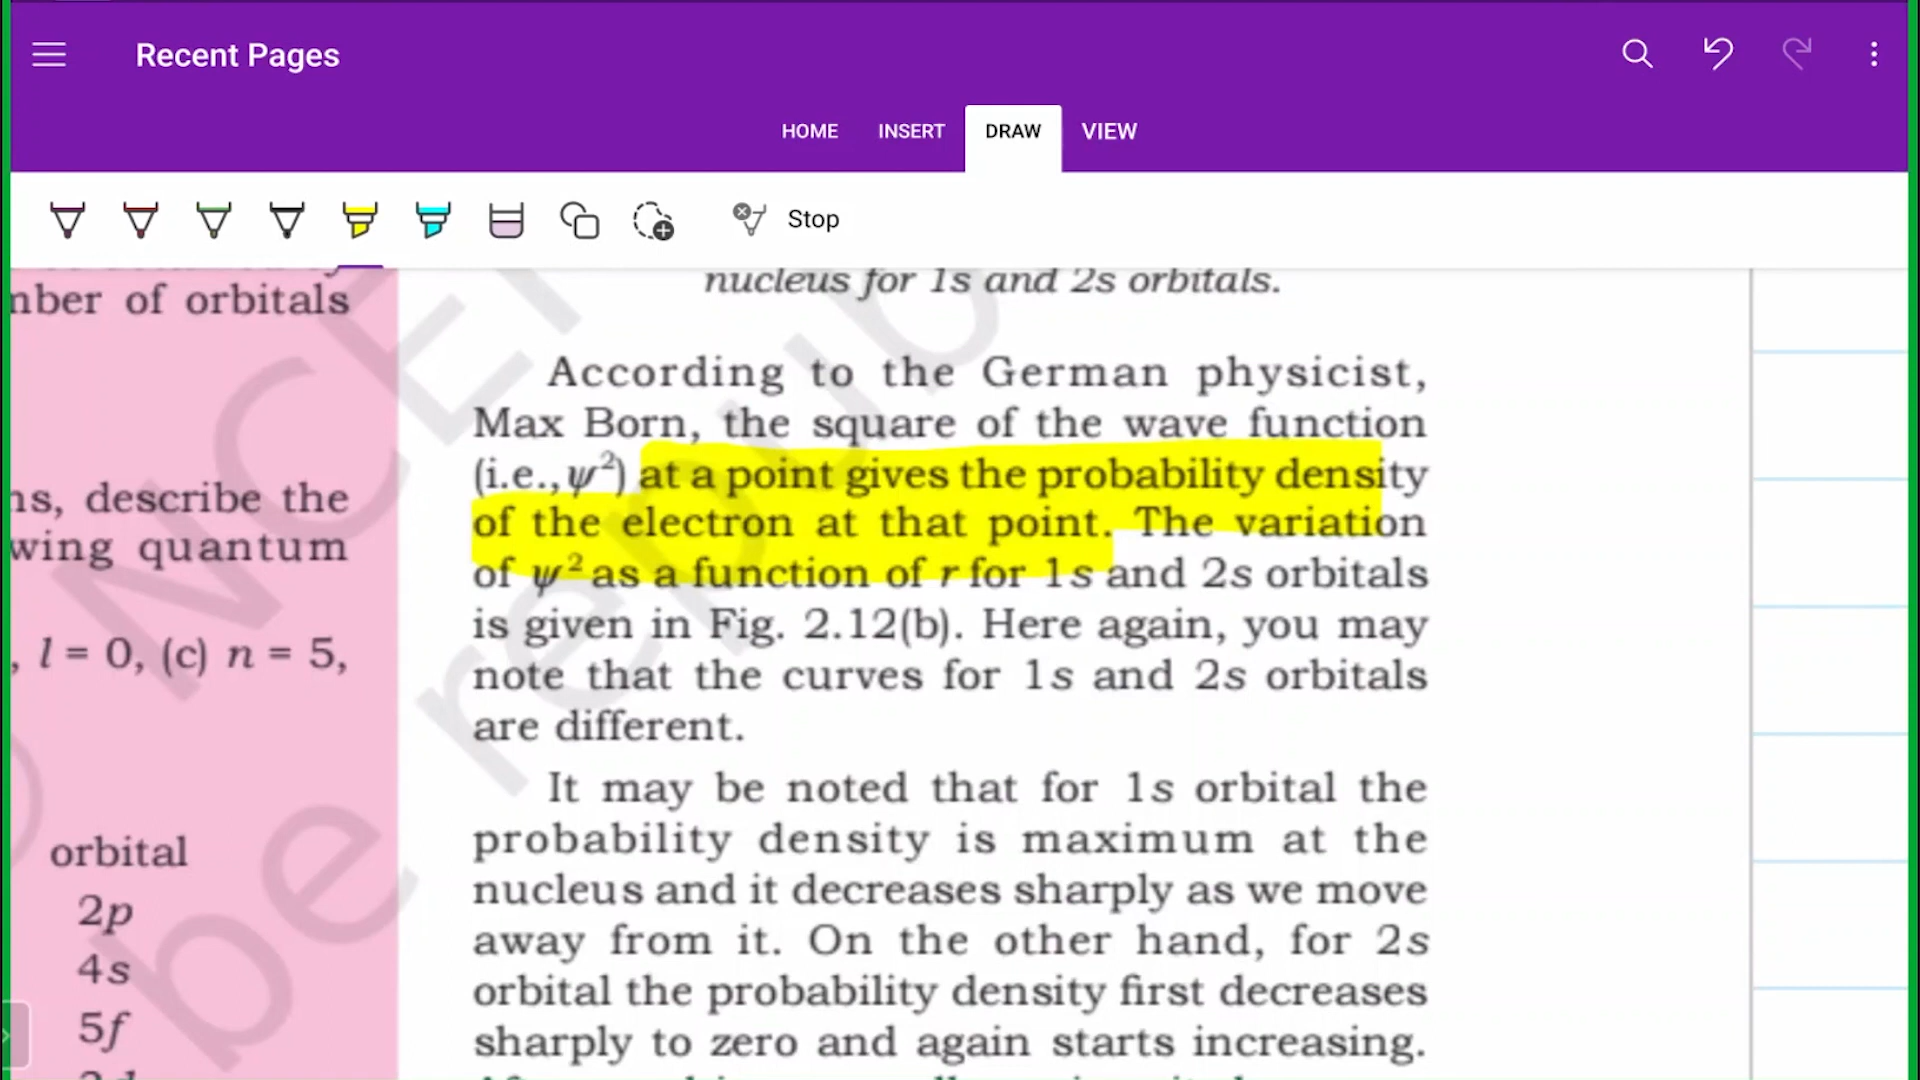 Recent Pages
HOME INSERT DRAW VIEW
Stop
mber of orbitals
ns, describe the
wing quantum
, l = 0, (c) n = 5,
orbital
2p
4s
5f
nucleus for 1s and 2s orbitals.
According to the German physicist,
Max Born, the square of the wave function
(i.e., ψ²) at a point gives the probability density
of the electron at that point. The variation
of ψ² as a function of r for 1s and 2s orbitals
is given in Fig. 2.12(b). Here again, you may
note that the curves for 1s and 2s orbitals
are different.
It may be noted that for 1s orbital the
probability density is maximum at the
nucleus and it decreases sharply as we move
away from it. On the other hand, for 2s
orbital the probability density first decreases
sharply to zero and again starts increasing.
© NCE
be repub